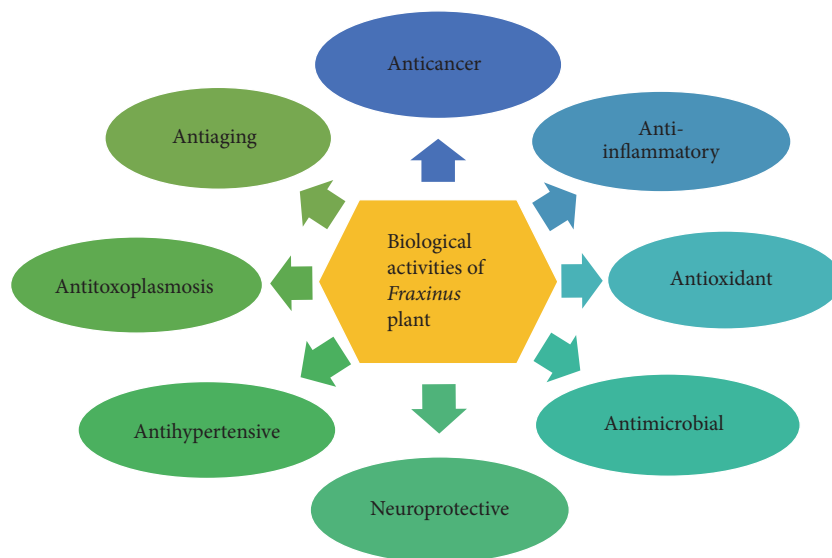 Anticancer
Anti-
inflammatory
Antioxidant
Antimicrobial
Neuroprotective
Antihypertensive
Antitoxoplasmosis
Antiaging
Biological
activities of
Fraxinus
plant